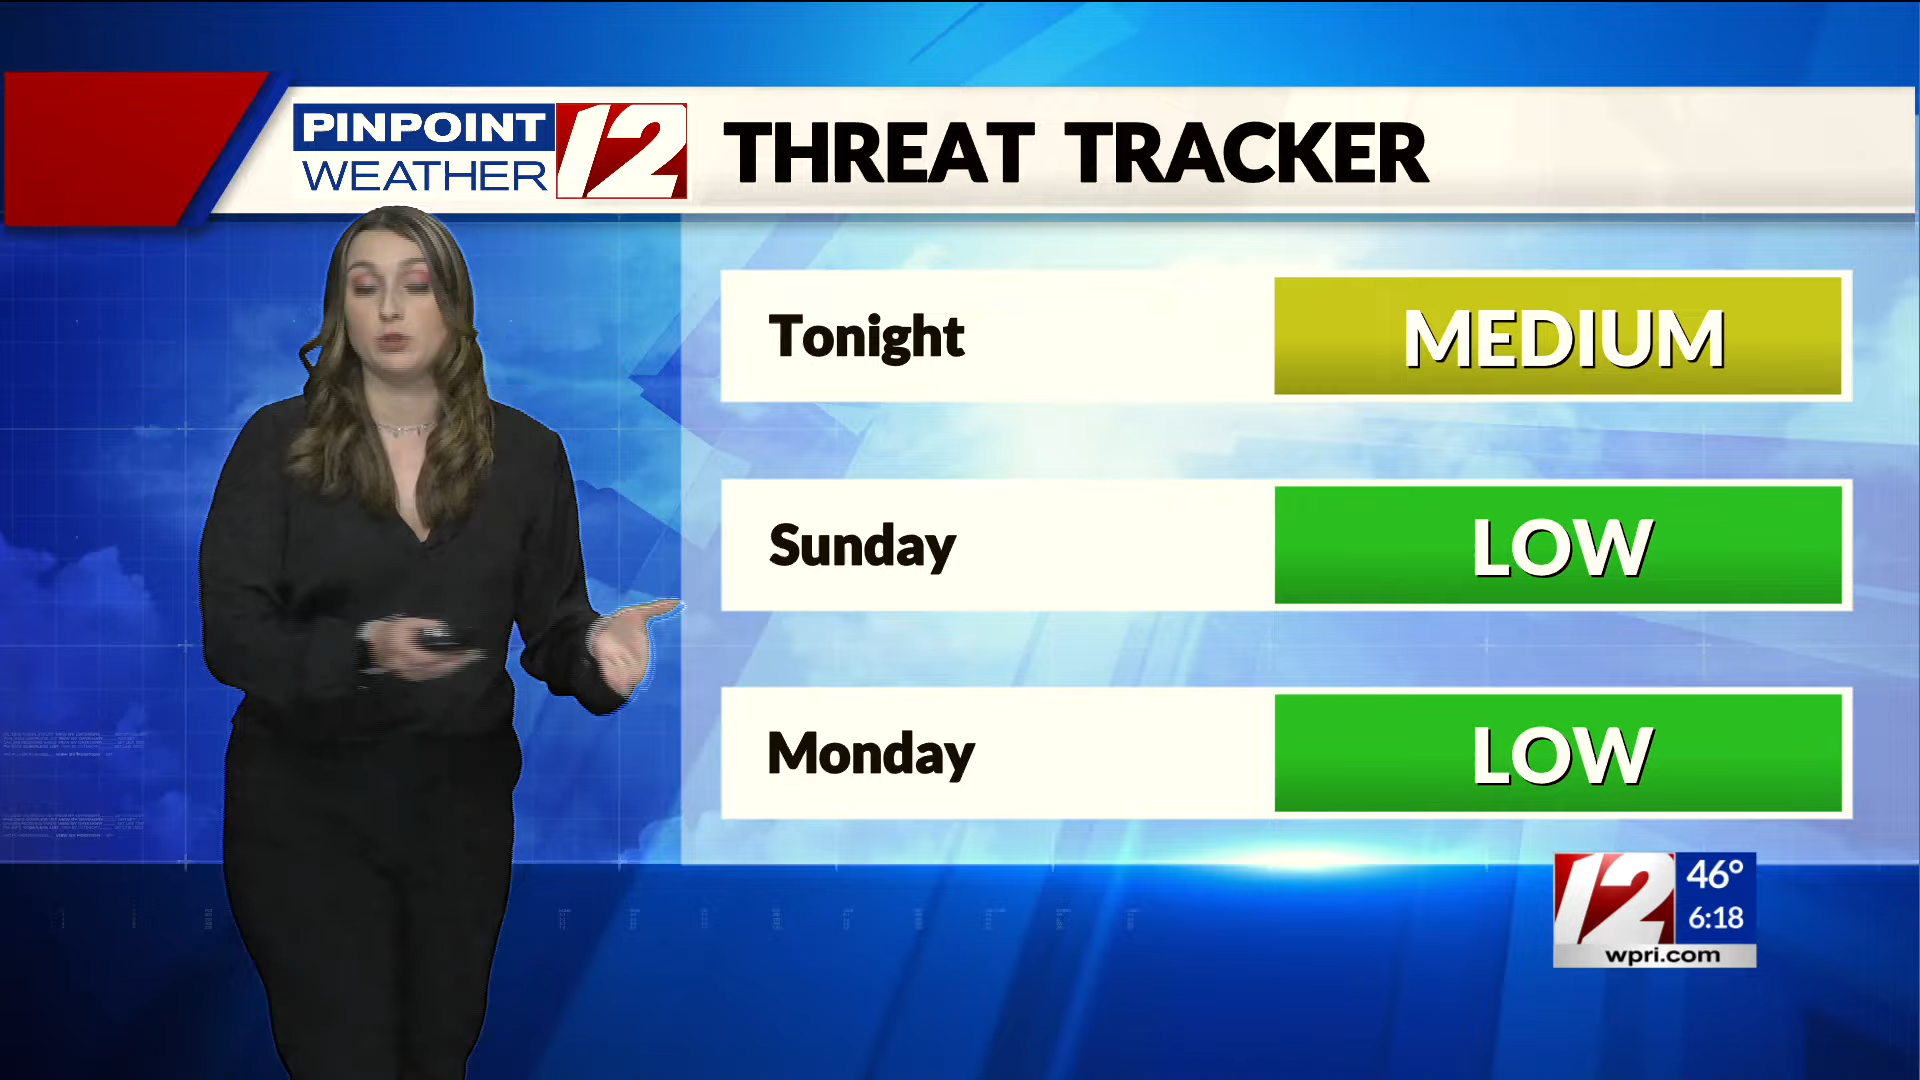 PINPOINT
WEATHER
12
THREAT TRACKER
Tonight
MEDIUM
Sunday
LOW
Monday
LOW
12
46°
6:18
wpri.com